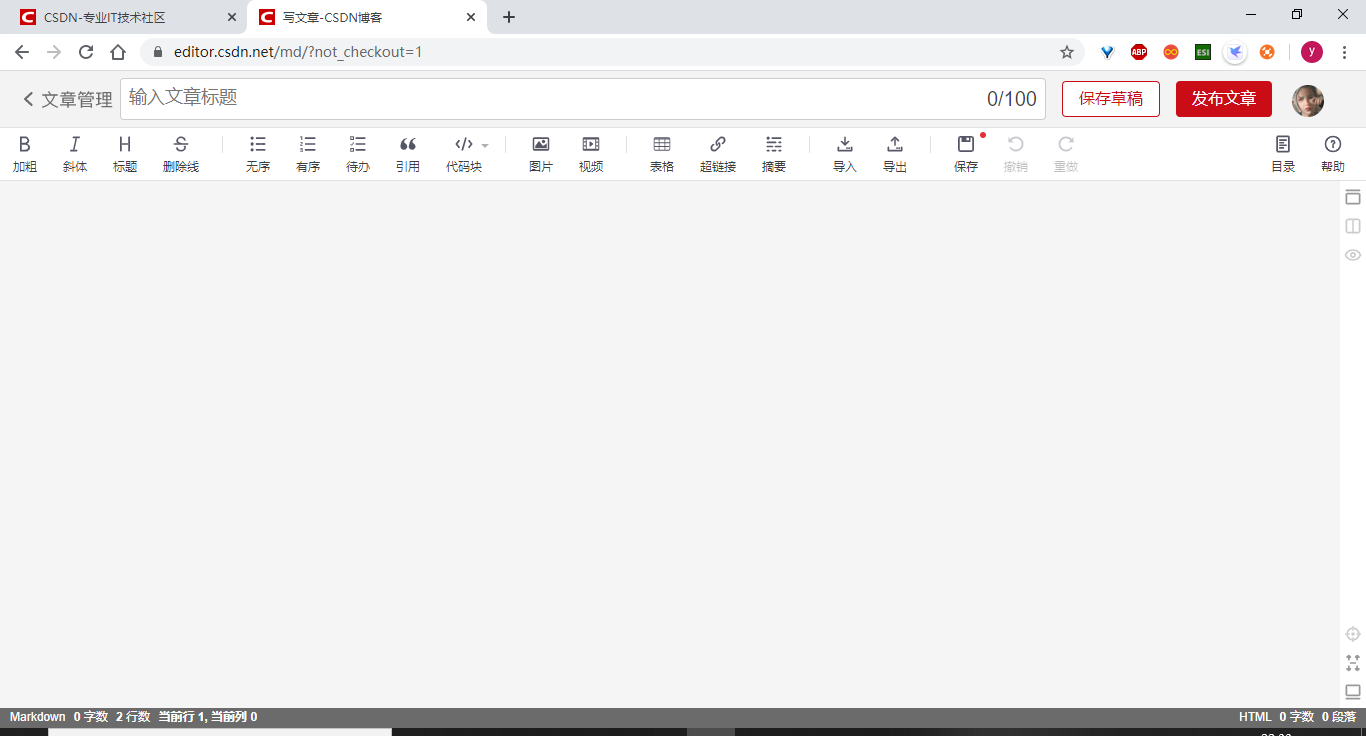 CSDN-专业IT技术社区
写文章-CSDN博客
editor.csdn.net/md/?not_checkout=1
ABP
ESI
y
文章管理
输入文章标题
0/100
保存草稿
发布文章
加粗 斜体 标题 删除线 无序 有序 待办 引用 代码块 图片 视频 表格 超链接 摘要 导入 导出 保存 撤销 重做 目录 帮助
Markdown 0 字数 2 行数 当前行 1, 当前列 0
HTML 0 字数 0 段落